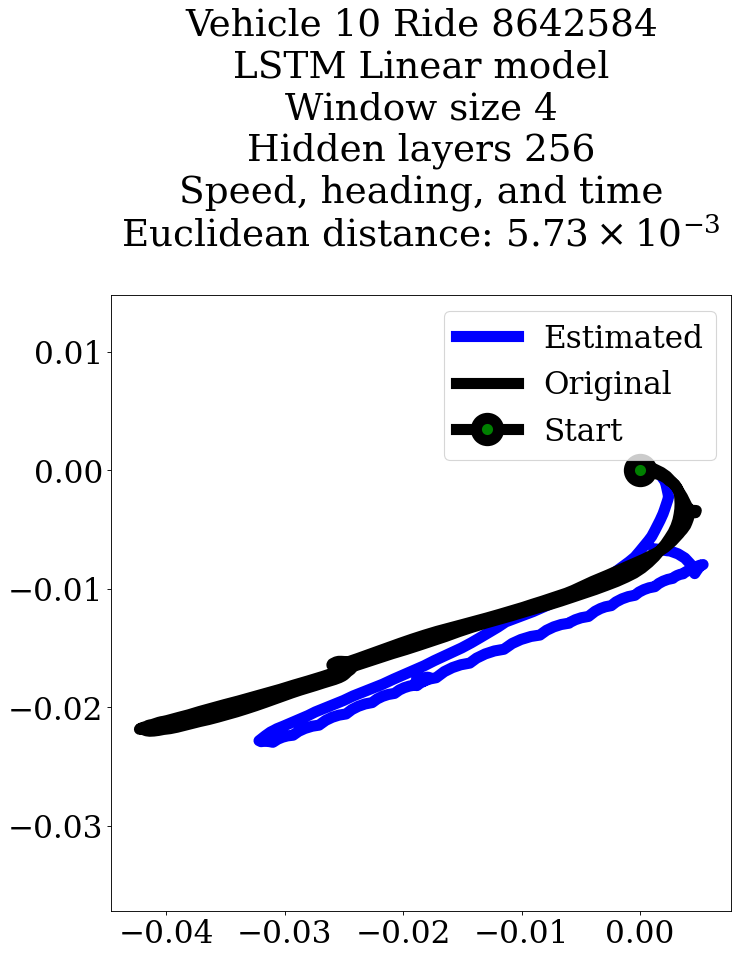 Vehicle 10 Ride 8642584
LSTM Linear model
Window size 4
Hidden layers 256
Speed, heading, and time
Euclidean distance: 5.73 × 10⁻³
Estimated
Original
Start
0.01
0.00
−0.01
−0.02
−0.03
−0.04 −0.03 −0.02 −0.01 0.00